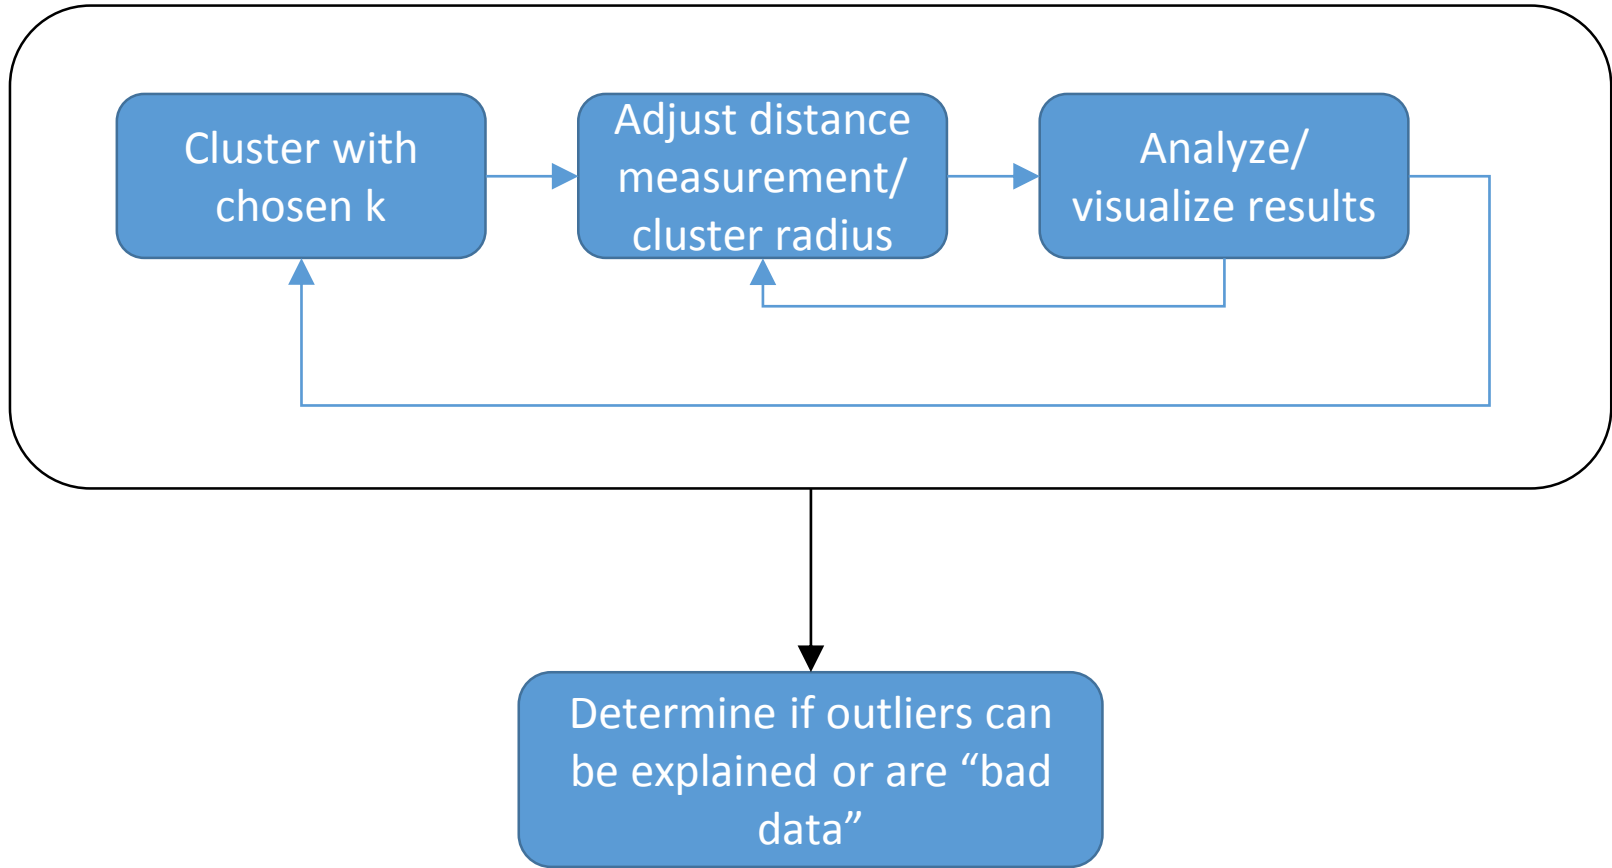 Cluster with
chosen k
Adjust distance
measurement/
cluster radius
Analyze/
visualize results
Determine if outliers can
be explained or are “bad
data”